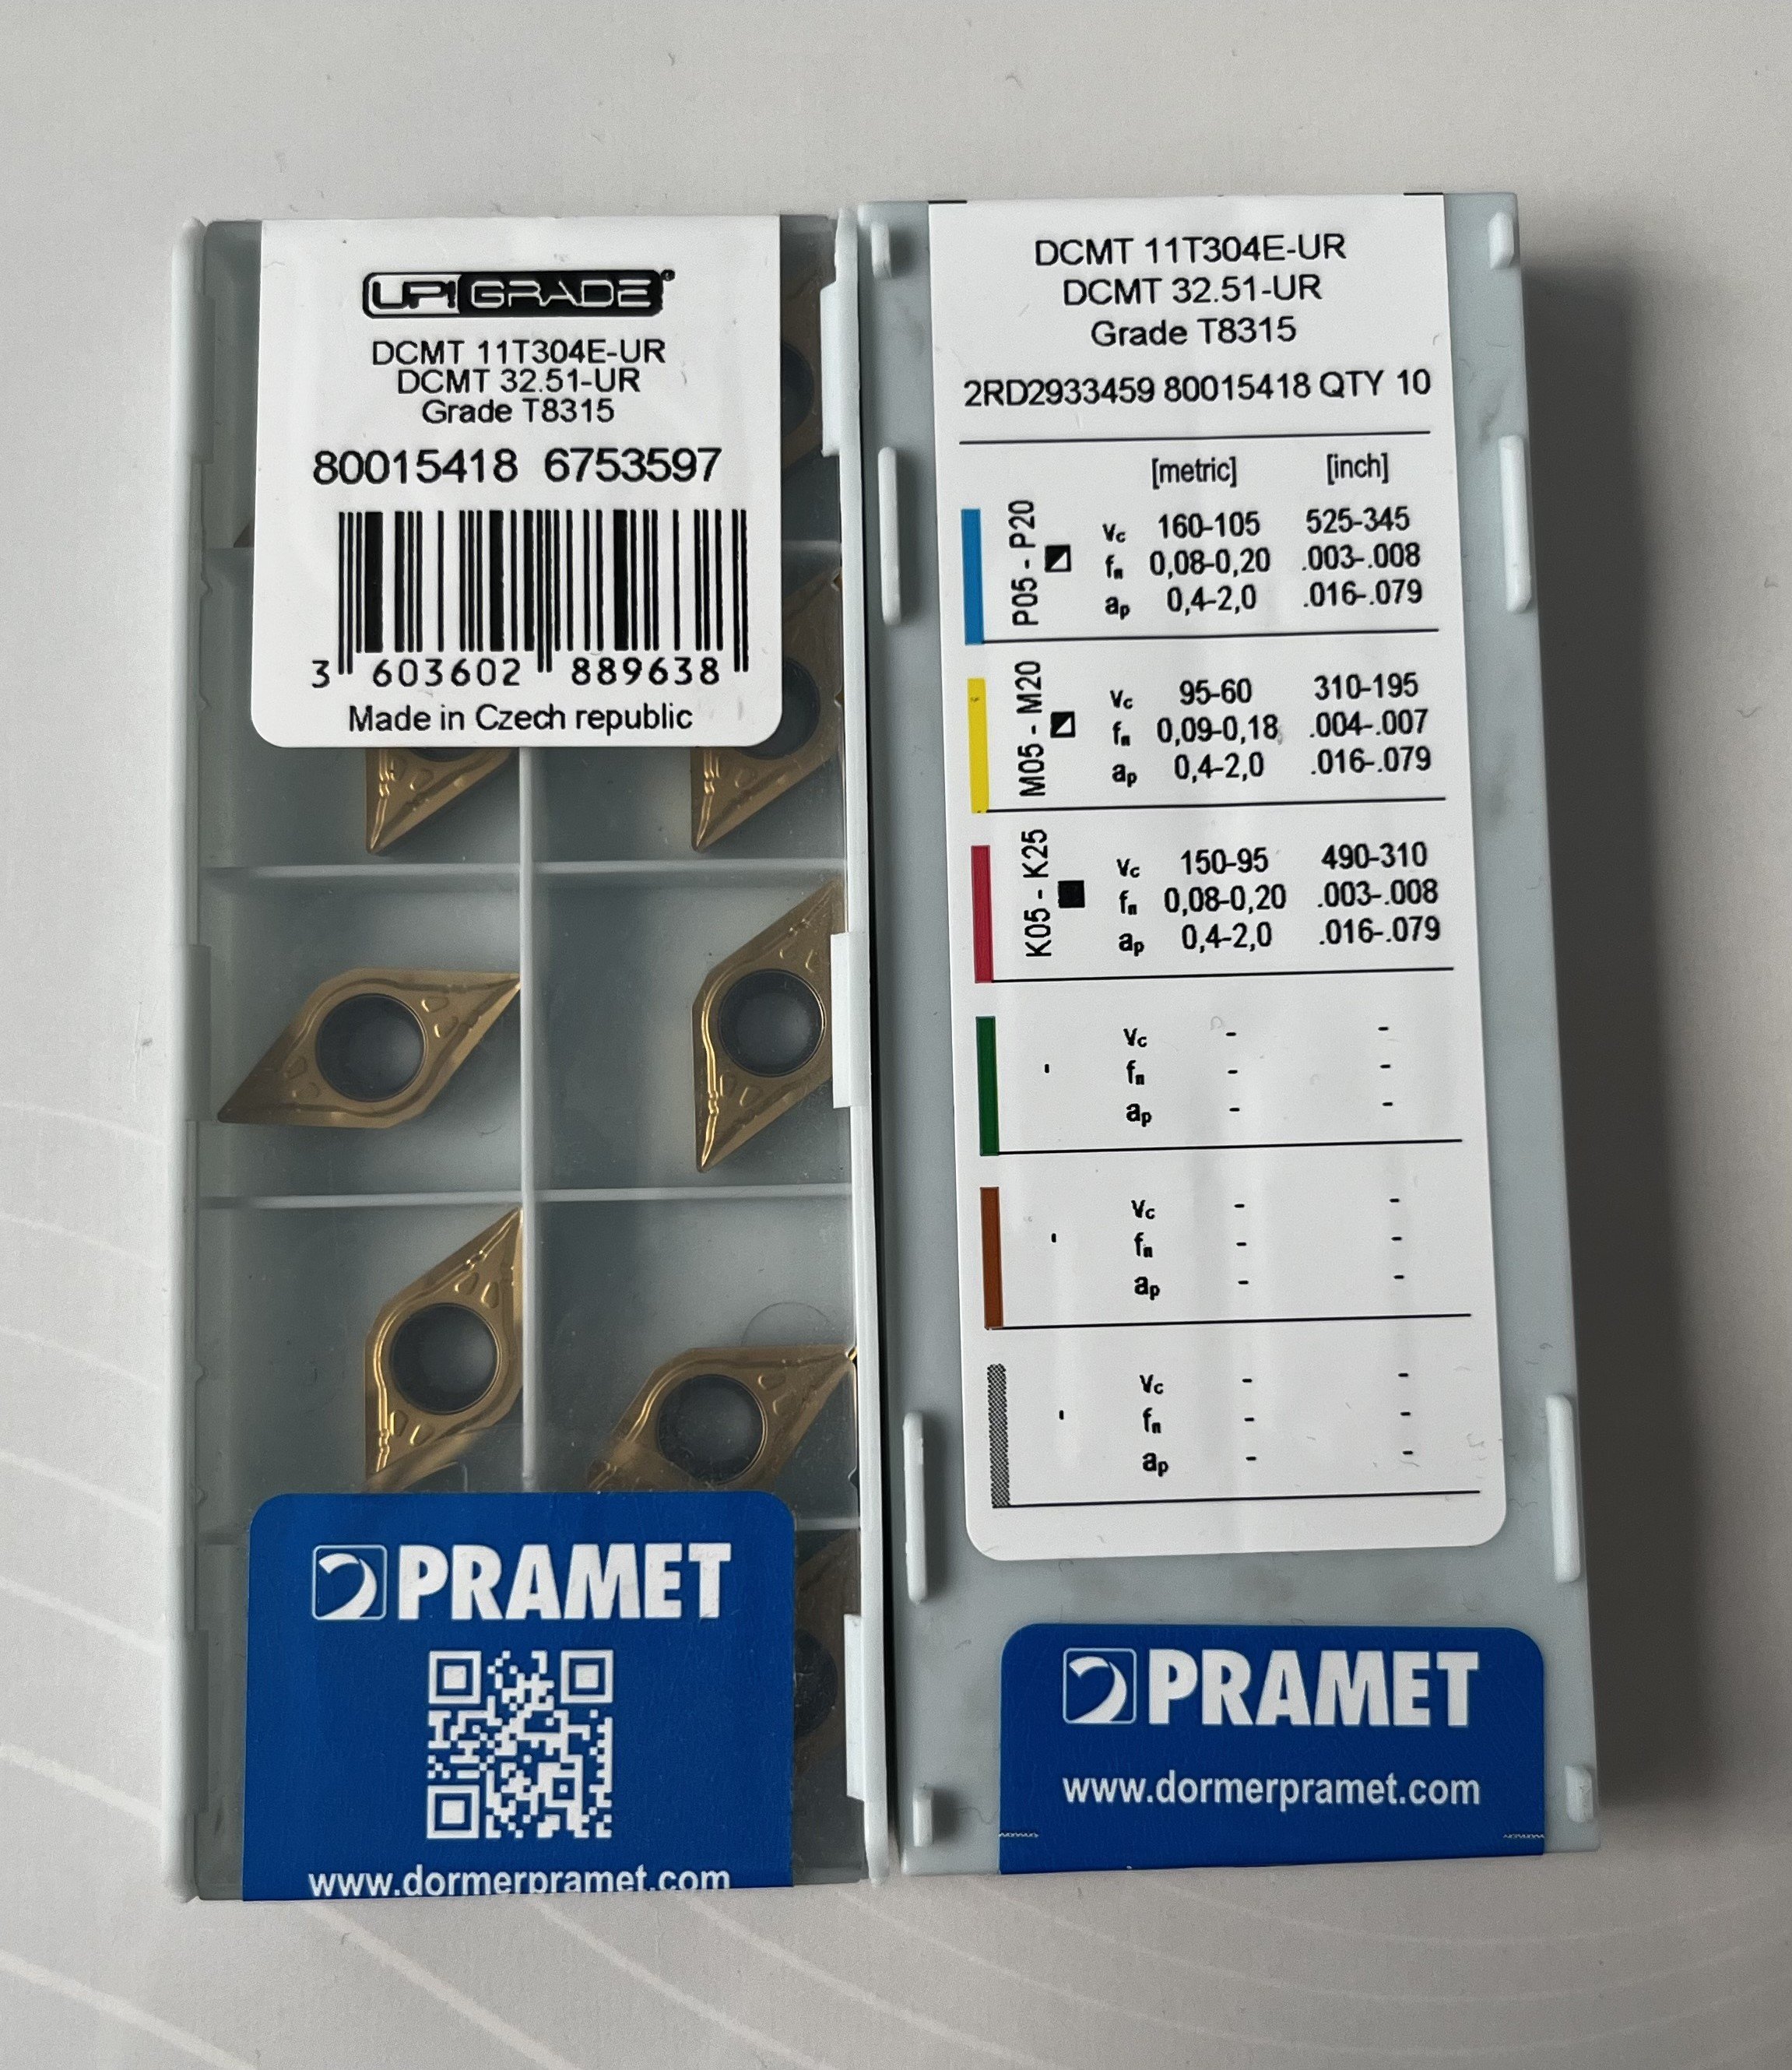 UP!GRADE®
DCMT 11T304E-UR
DCMT 32.51-UR
Grade T8315
80015418 6753597
3 603602 889638
Made in Czech republic
PRAMET
www.dormerpramet.com
DCMT 11T304E-UR
DCMT 32.51-UR
Grade T8315
2RD2933459 80015418 QTY 10
[metric] [inch]
P05 - P20
vc 160-105 525-345
fn 0,08-0,20 .003-.008
ap 0,4-2,0 .016-.079
M05 - M20
vc 95-60 310-195
fn 0,09-0,18 .004-.007
ap 0,4-2,0 .016-.079
K05 - K25
vc 150-95 490-310
fn 0,08-0,20 .003-.008
ap 0,4-2,0 .016-.079
-
vc - -
fn - -
ap - -
-
vc - -
fn - -
ap - -
-
vc - -
fn - -
ap - -
PRAMET
www.dormerpramet.com